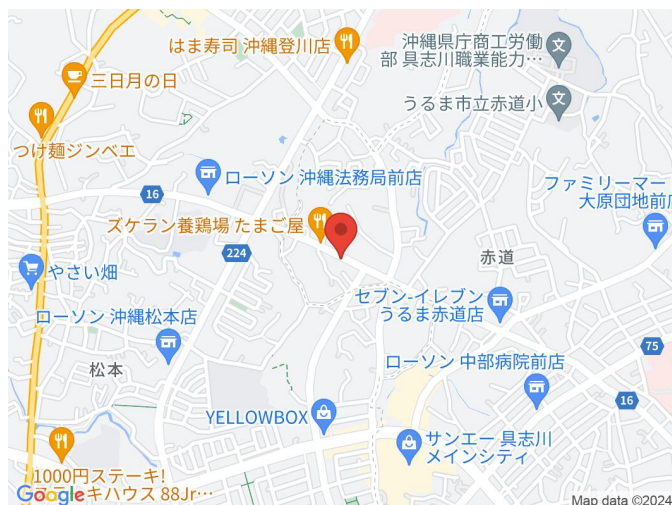 はま寿司 沖縄登川店
沖縄県庁商工労働
部 具志川職業能力…
三日月の日
うるま市立赤道小
つけ麺ジンベエ
ローソン 沖縄法務局前店
16
ファミリーマー
大原団地前店
ズケラン養鶏場 たまご屋
224
赤道
やさい畑
セブン-イレブン
うるま赤道店
ローソン 沖縄松本店
75
松本
ローソン 中部病院前店
16
YELLOWBOX
サンエー 具志川
メインシティ
1000円ステーキ!
キハウス 88Jr…
Google
Map data ©2024